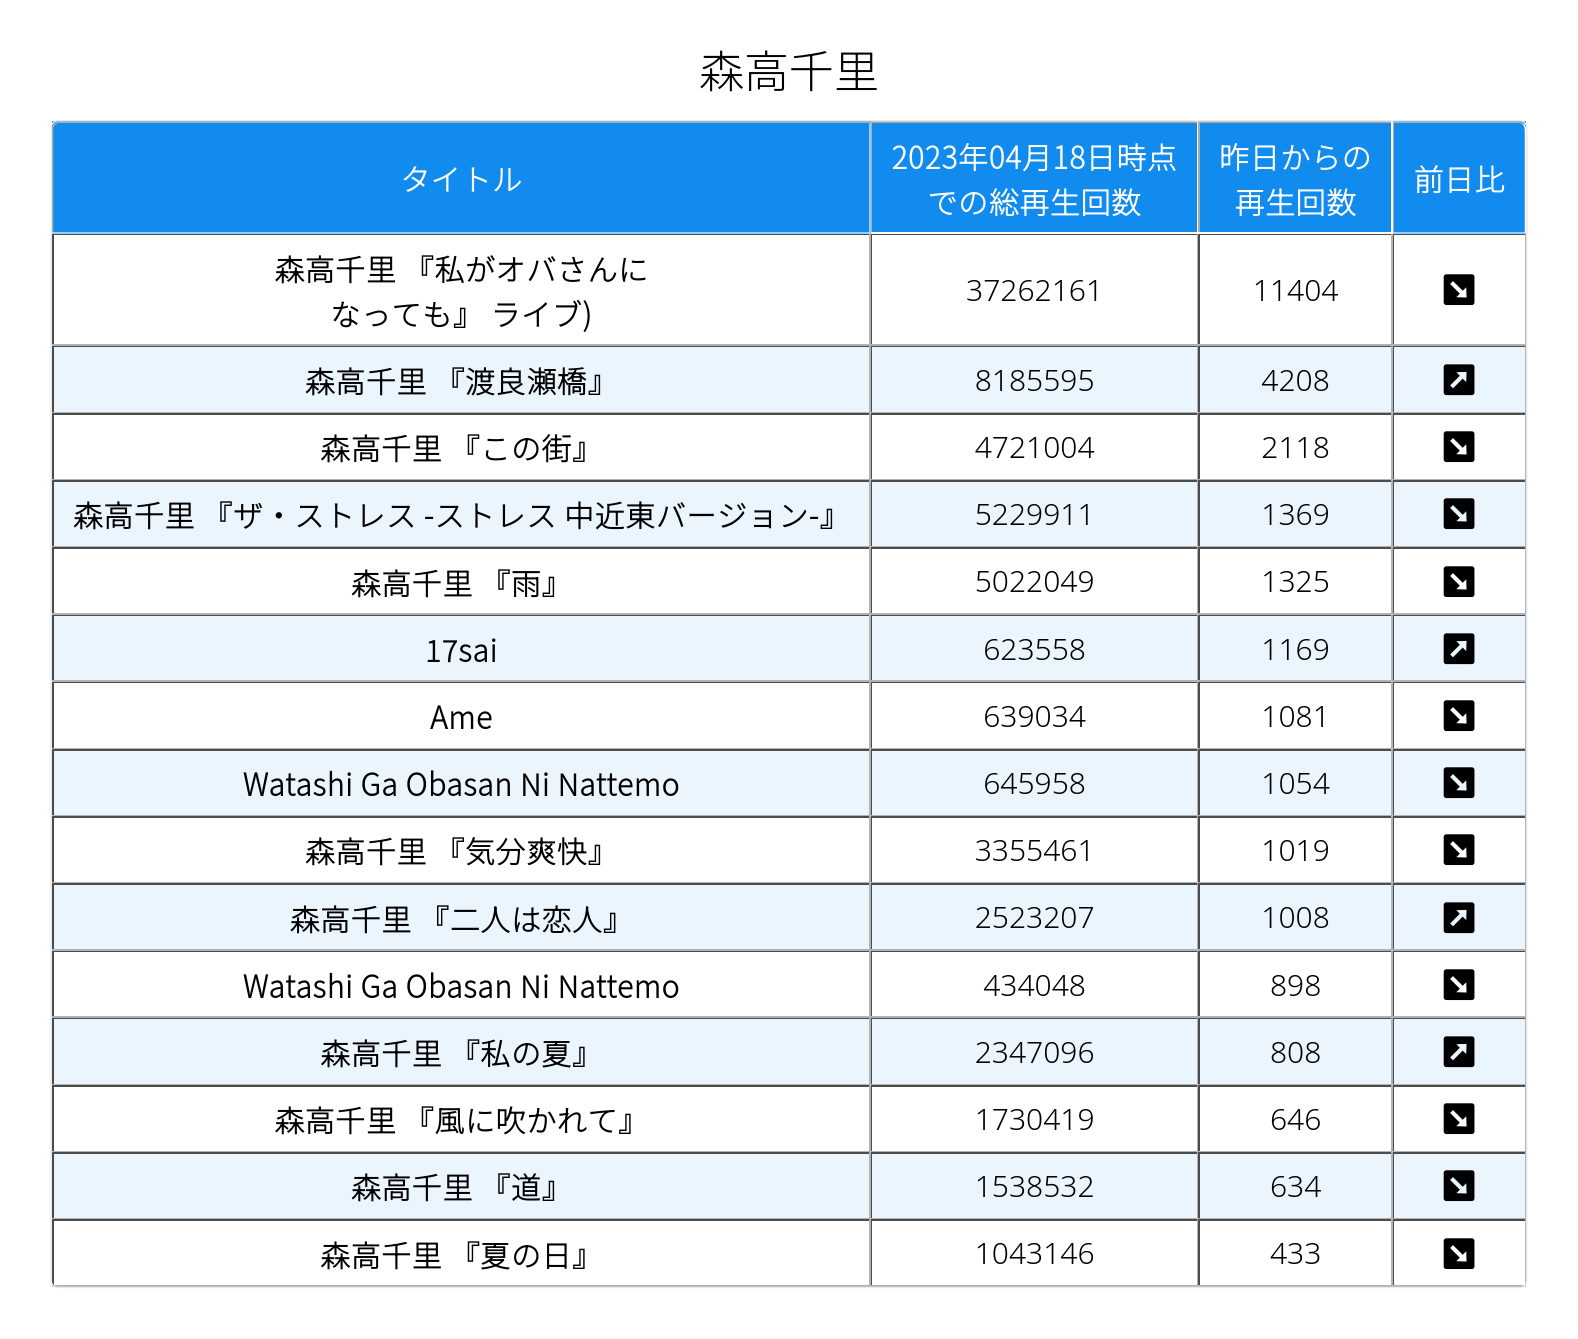 森高千里
タイトル
2023年04月18日時点
での総再生回数
昨日からの
再生回数
前日比
森高千里 『私がオバさんに
なっても』 ライブ)
37262161
11404
森高千里 『渡良瀬橋』
8185595
4208
森高千里 『この街』
4721004
2118
森高千里 『ザ・ストレス -ストレス 中近東バージョン-』
5229911
1369
森高千里 『雨』
5022049
1325
17sai
623558
1169
Ame
639034
1081
Watashi Ga Obasan Ni Nattemo
645958
1054
森高千里 『気分爽快』
3355461
1019
森高千里 『二人は恋人』
2523207
1008
Watashi Ga Obasan Ni Nattemo
434048
898
森高千里 『私の夏』
2347096
808
森高千里 『風に吹かれて』
1730419
646
森高千里 『道』
1538532
634
森高千里 『夏の日』
1043146
433